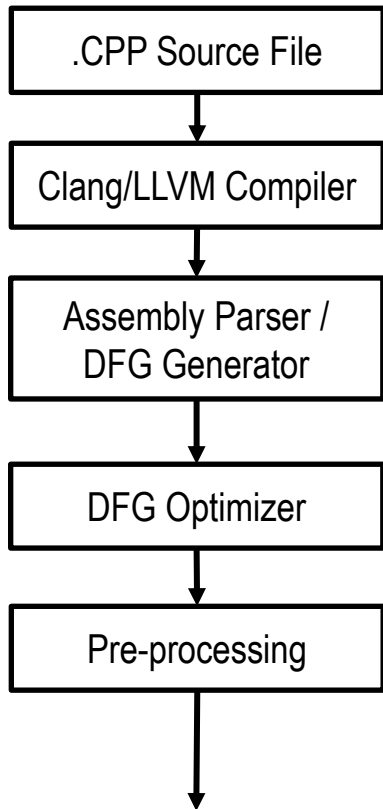 .CPP Source File
Clang/LLVM Compiler
Assembly Parser /
DFG Generator
DFG Optimizer
Pre-processing